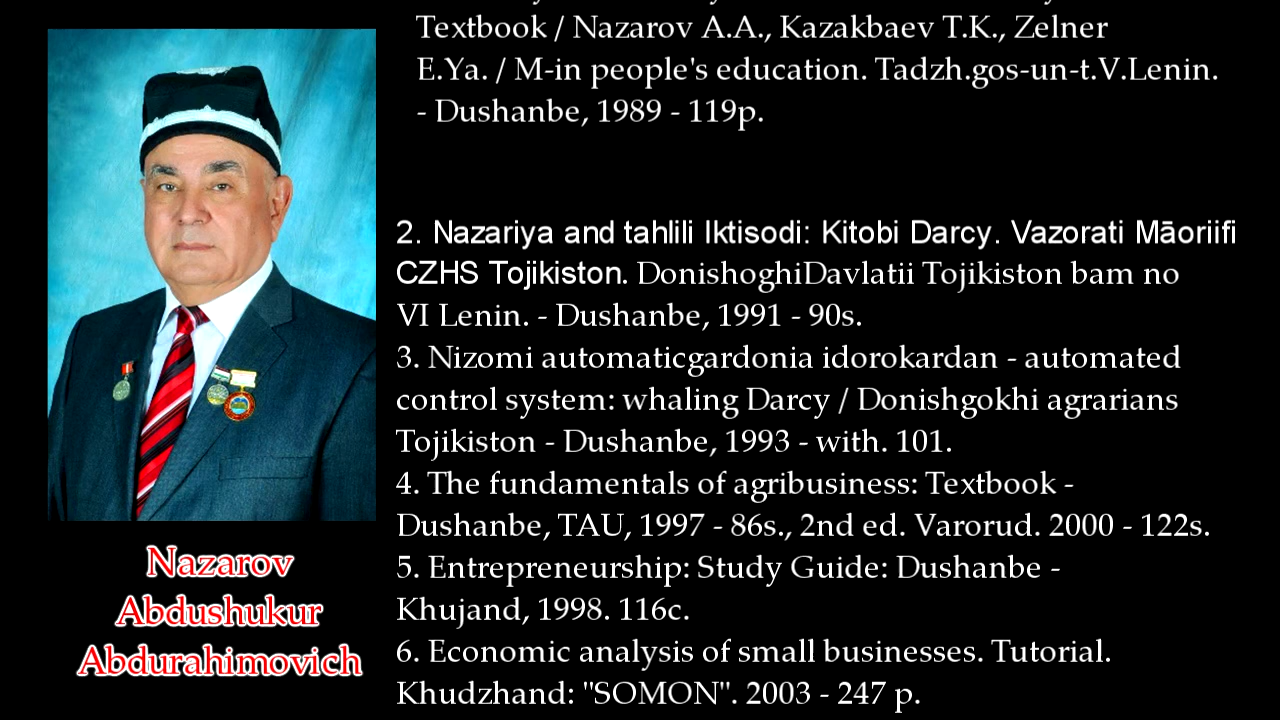 Textbook / Nazarov A.A., Kazakbaev T.K., Zelner
E.Ya. / M-in people's education. Tadzh.gos-un-t.V.Lenin.
- Dushanbe, 1989 - 119p.
2. Nazariya and tahlili Iktisodi: Kitobi Darcy. Vazorati Māoriifi
CZHS Tojikiston. DonishoghiDavlatii Tojikiston bam no
VI Lenin. - Dushanbe, 1991 - 90s.
3. Nizomi automaticgardonia idorokardan - automated
control system: whaling Darcy / Donishgokhi agrarians
Tojikiston - Dushanbe, 1993 - with. 101.
4. The fundamentals of agribusiness: Textbook -
Dushanbe, TAU, 1997 - 86s., 2nd ed. Varorud. 2000 - 122s.
5. Entrepreneurship: Study Guide: Dushanbe -
Khujand, 1998. 116c.
6. Economic analysis of small businesses. Tutorial.
Khudzhand: "SOMON". 2003 - 247 p.
Nazarov
Abdushukur
Abdurahimovich